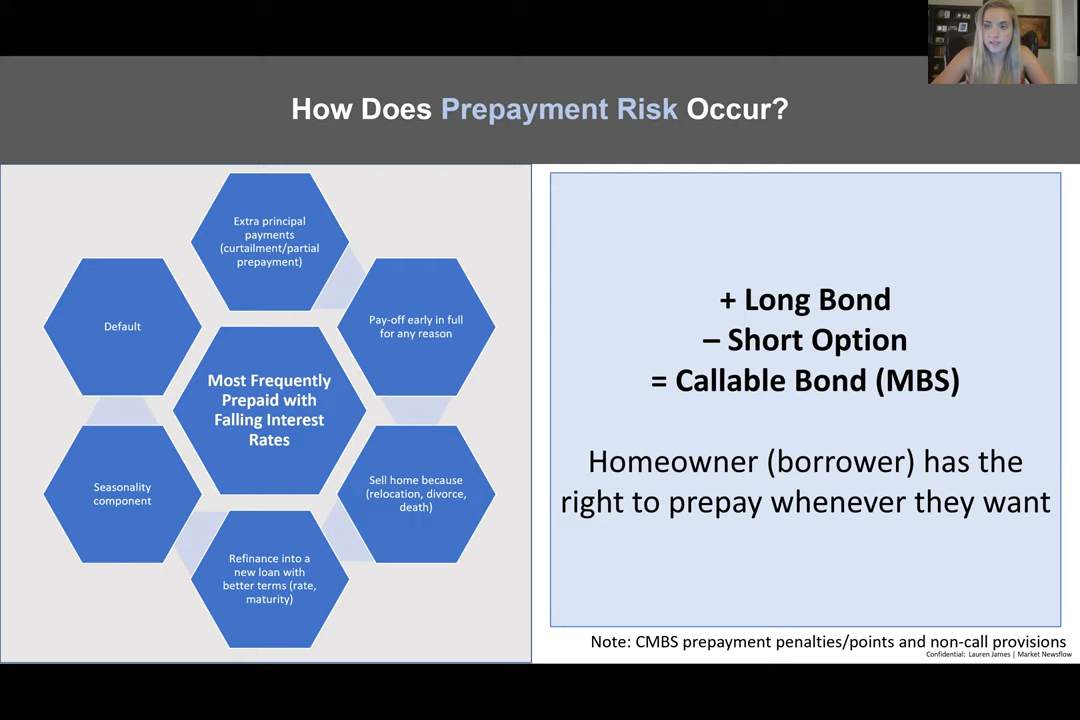 How Does Prepayment Risk Occur?
Extra principal
payments
(curtailment/partial
prepayment)
Pay-off early in full
for any reason
Sell home because
(relocation, divorce,
death)
Refinance into a
new loan with
better terms (rate,
maturity)
Seasonality
component
Default
Most Frequently
Prepaid with
Falling Interest
Rates
+ Long Bond
– Short Option
= Callable Bond (MBS)
Homeowner (borrower) has the
right to prepay whenever they want
Note: CMBS prepayment penalties/points and non-call provisions
Confidential: Lauren James | Market Newsflow